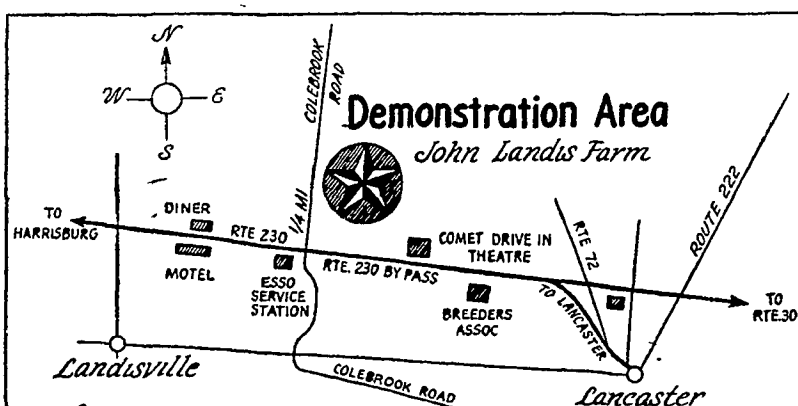 N
W
E
S
COLEBROOK
ROAD
Demonstration Area
John Landis Farm
ROUTE 222
1/4 MI
TO
HARRISBURG
DINER
MOTEL
RTE 230
ESSO
SERVICE
STATION
RTE. 230 BY PASS
COMET DRIVE IN
THEATRE
BREEDERS
ASSOC
RTE 72
TO LANCASTER
TO
RTE.30
Landisville
COLEBROOK ROAD
Lancaster